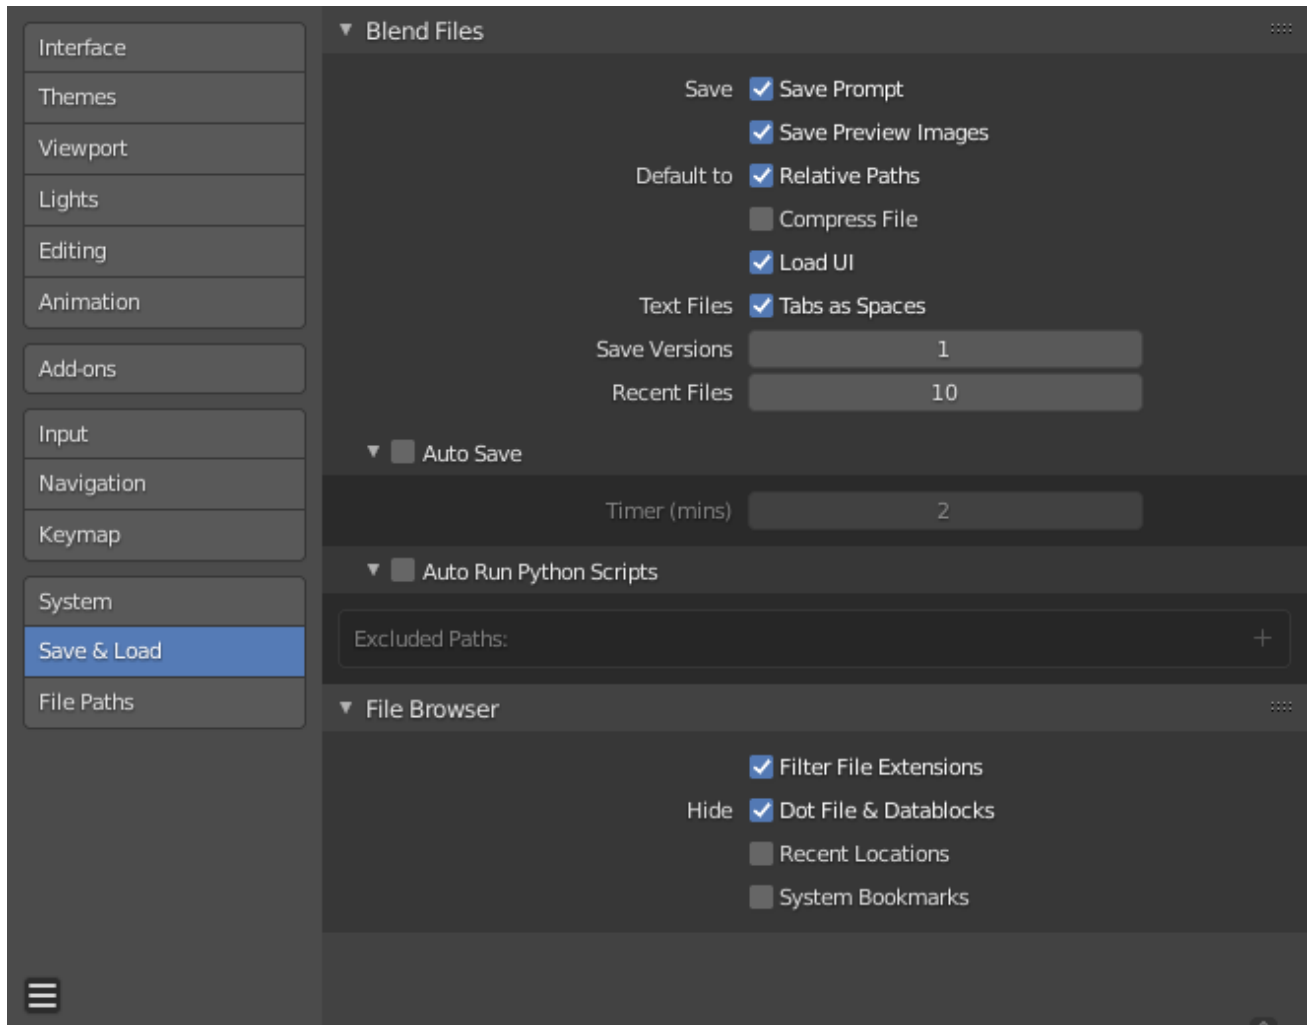 Interface
Themes
Viewport
Lights
Editing
Animation
Add-ons
Input
Navigation
Keymap
System
Save & Load
File Paths
Blend Files
Save Save Prompt
Save Preview Images
Default to Relative Paths
Compress File
Load UI
Text Files Tabs as Spaces
Save Versions 1
Recent Files 10
Auto Save
Timer (mins) 2
Auto Run Python Scripts
Excluded Paths:
File Browser
Filter File Extensions
Hide Dot File & Datablocks
Recent Locations
System Bookmarks